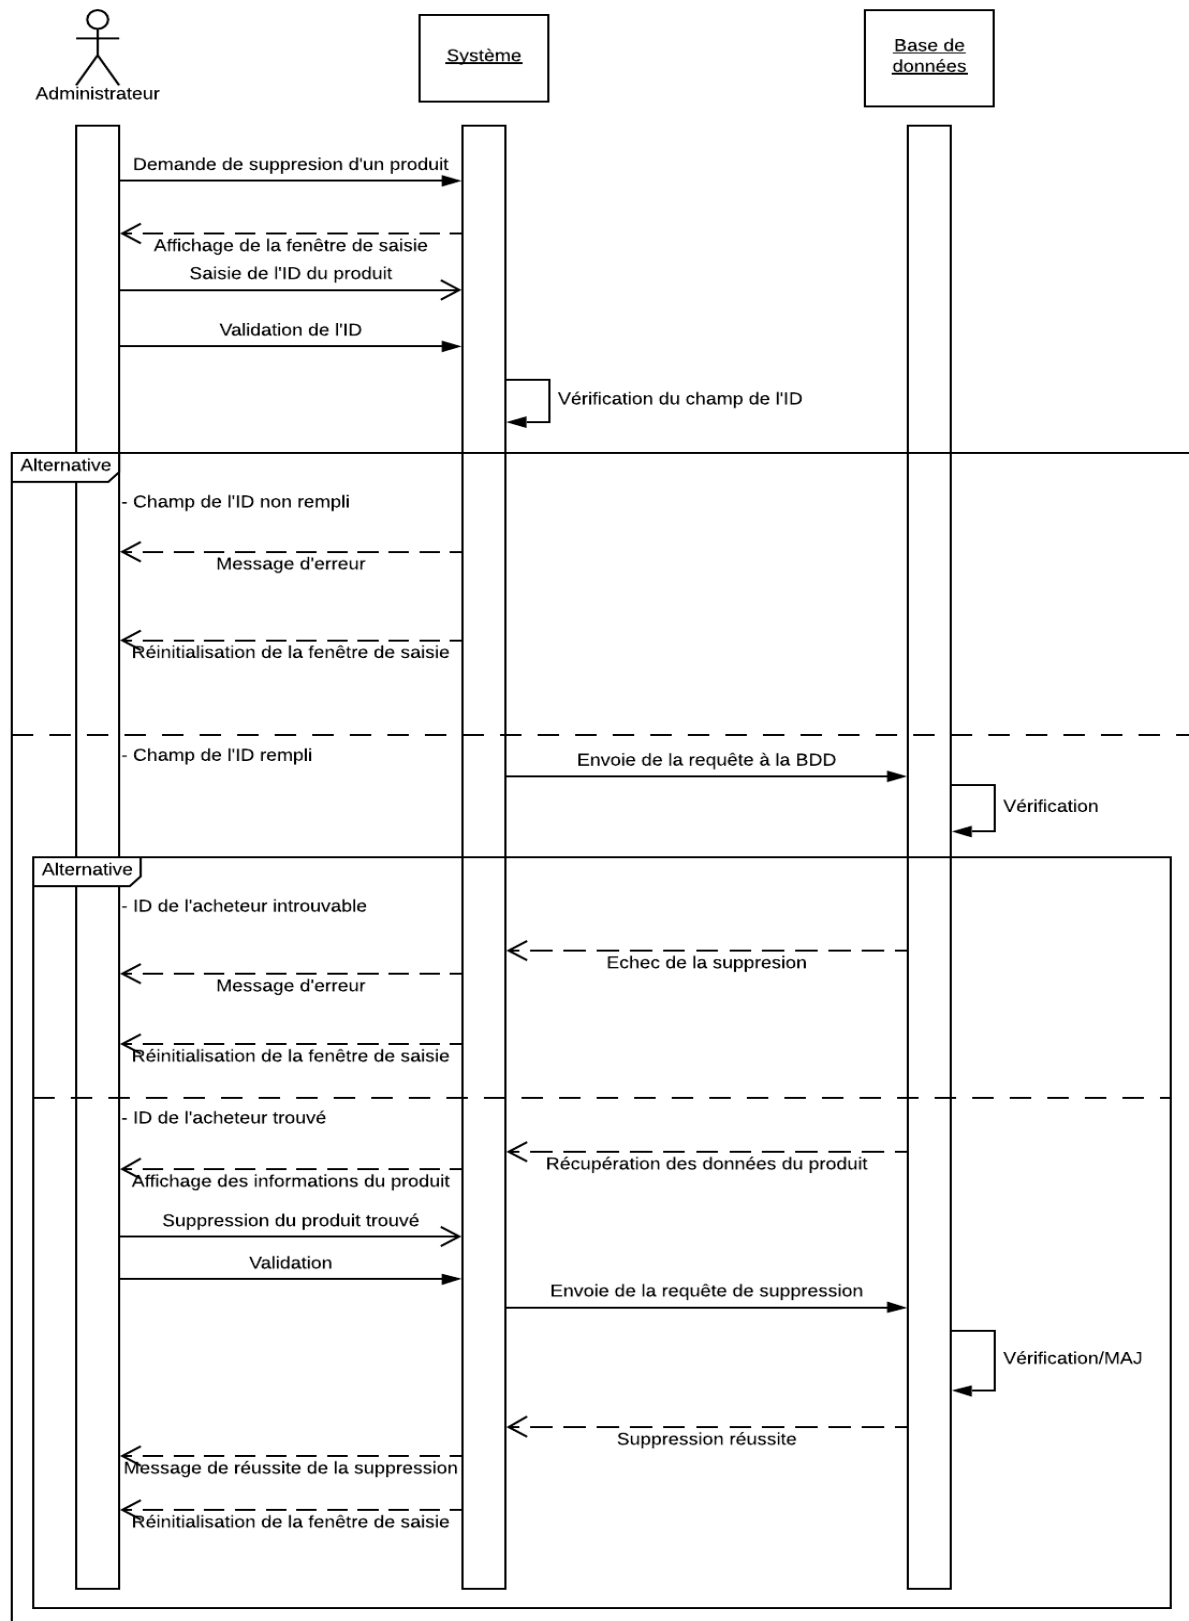 Administrateur
Système
Base de
données
Demande de suppresion d'un produit
Affichage de la fenêtre de saisie
Saisie de l'ID du produit
Validation de l'ID
Vérification du champ de l'ID
Alternative
- Champ de l'ID non rempli
Message d'erreur
Réinitialisation de la fenêtre de saisie
- Champ de l'ID rempli
Envoie de la requête à la BDD
Vérification
Alternative
- ID de l'acheteur introuvable
Echec de la suppresion
Message d'erreur
Réinitialisation de la fenêtre de saisie
- ID de l'acheteur trouvé
Récupération des données du produit
Affichage des informations du produit
Suppression du produit trouvé
Validation
Envoie de la requête de suppression
Vérification/MAJ
Suppression réussite
Message de réussite de la suppression
Réinitialisation de la fenêtre de saisie